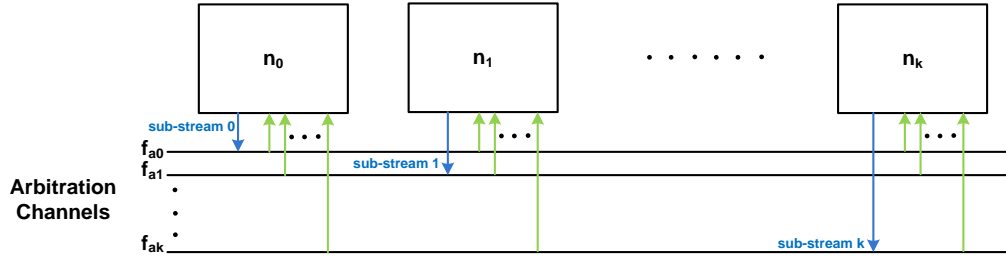 n0
n1
nk
sub-stream 0
fa0
sub-stream 1
fa1
Arbitration
Channels
sub-stream k
fak